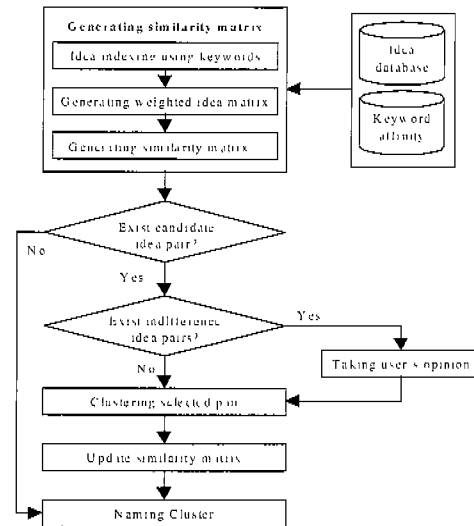 Generating similarity matrix
Idea indexing using keywords
Generating weighted idea matrix
Generating similarity matrix
Idea
database
Keyword
affinity
Exist candidate
idea pair?
No
Yes
Exist indifference
idea pairs?
Yes
No
Taking user's opinion
Clustering selected pair
Update similarity matrix
Naming Cluster